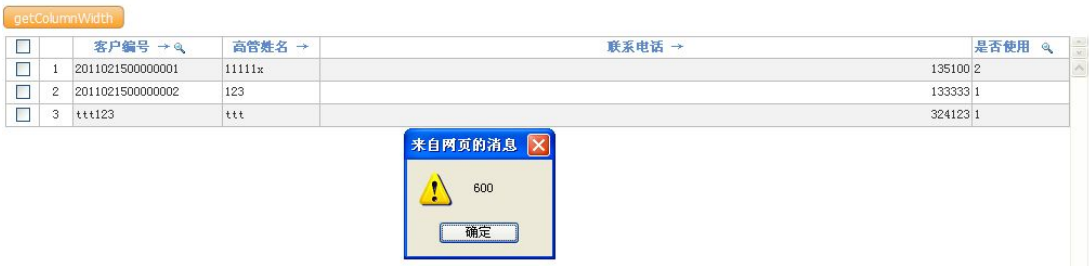 getColumnWidth
客户编号 → 高管姓名 → 联系电话 → 是否使用
1 2011021500000001 11111x 135100 2
2 2011021500000002 123 133333 1
3 ttt123 ttt 324123 1
来自网页的消息
600
确定